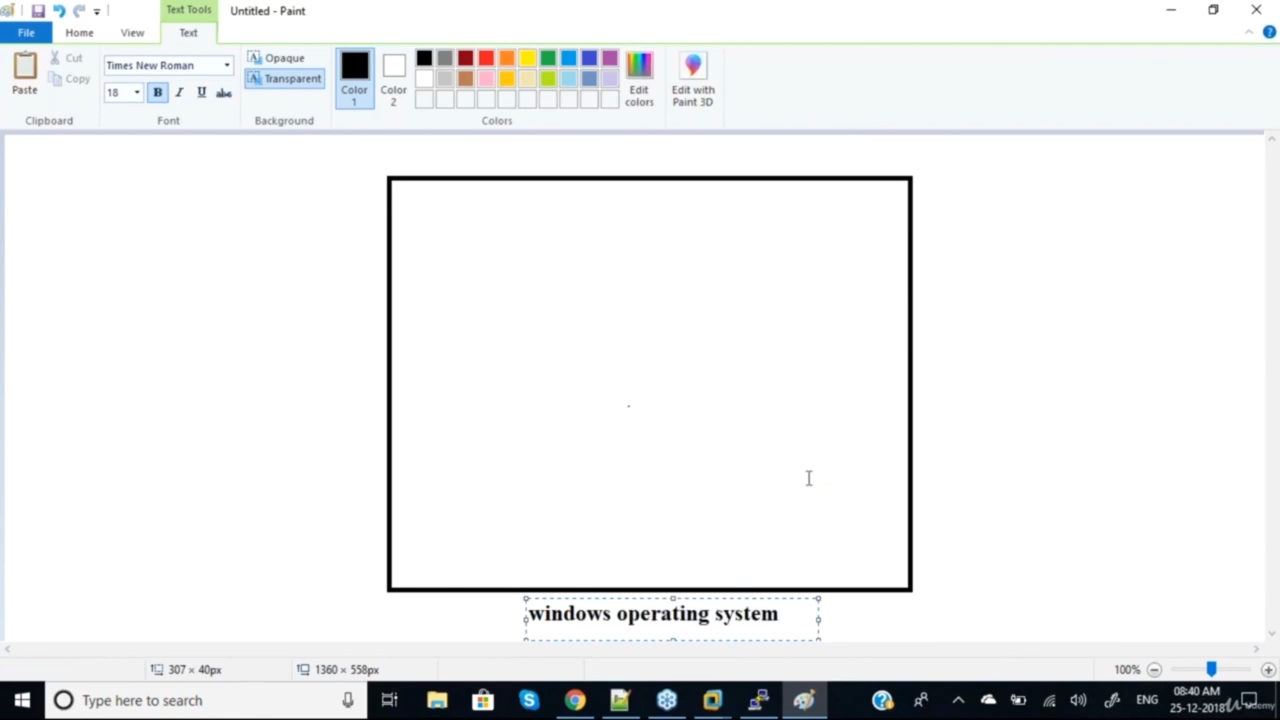 Text Tools
Untitled - Paint
File
Home
View
Text
Cut
Copy
Paste
Clipboard
Times New Roman
18
B
I
U
abc
Font
Opaque
Transparent
Background
Color 1
Color 2
Edit colors
Edit with Paint 3D
Colors
windows operating system
307 × 40px
1360 × 558px
100%
Type here to search
ENG
08:40 AM
25-12-2018
Udemy